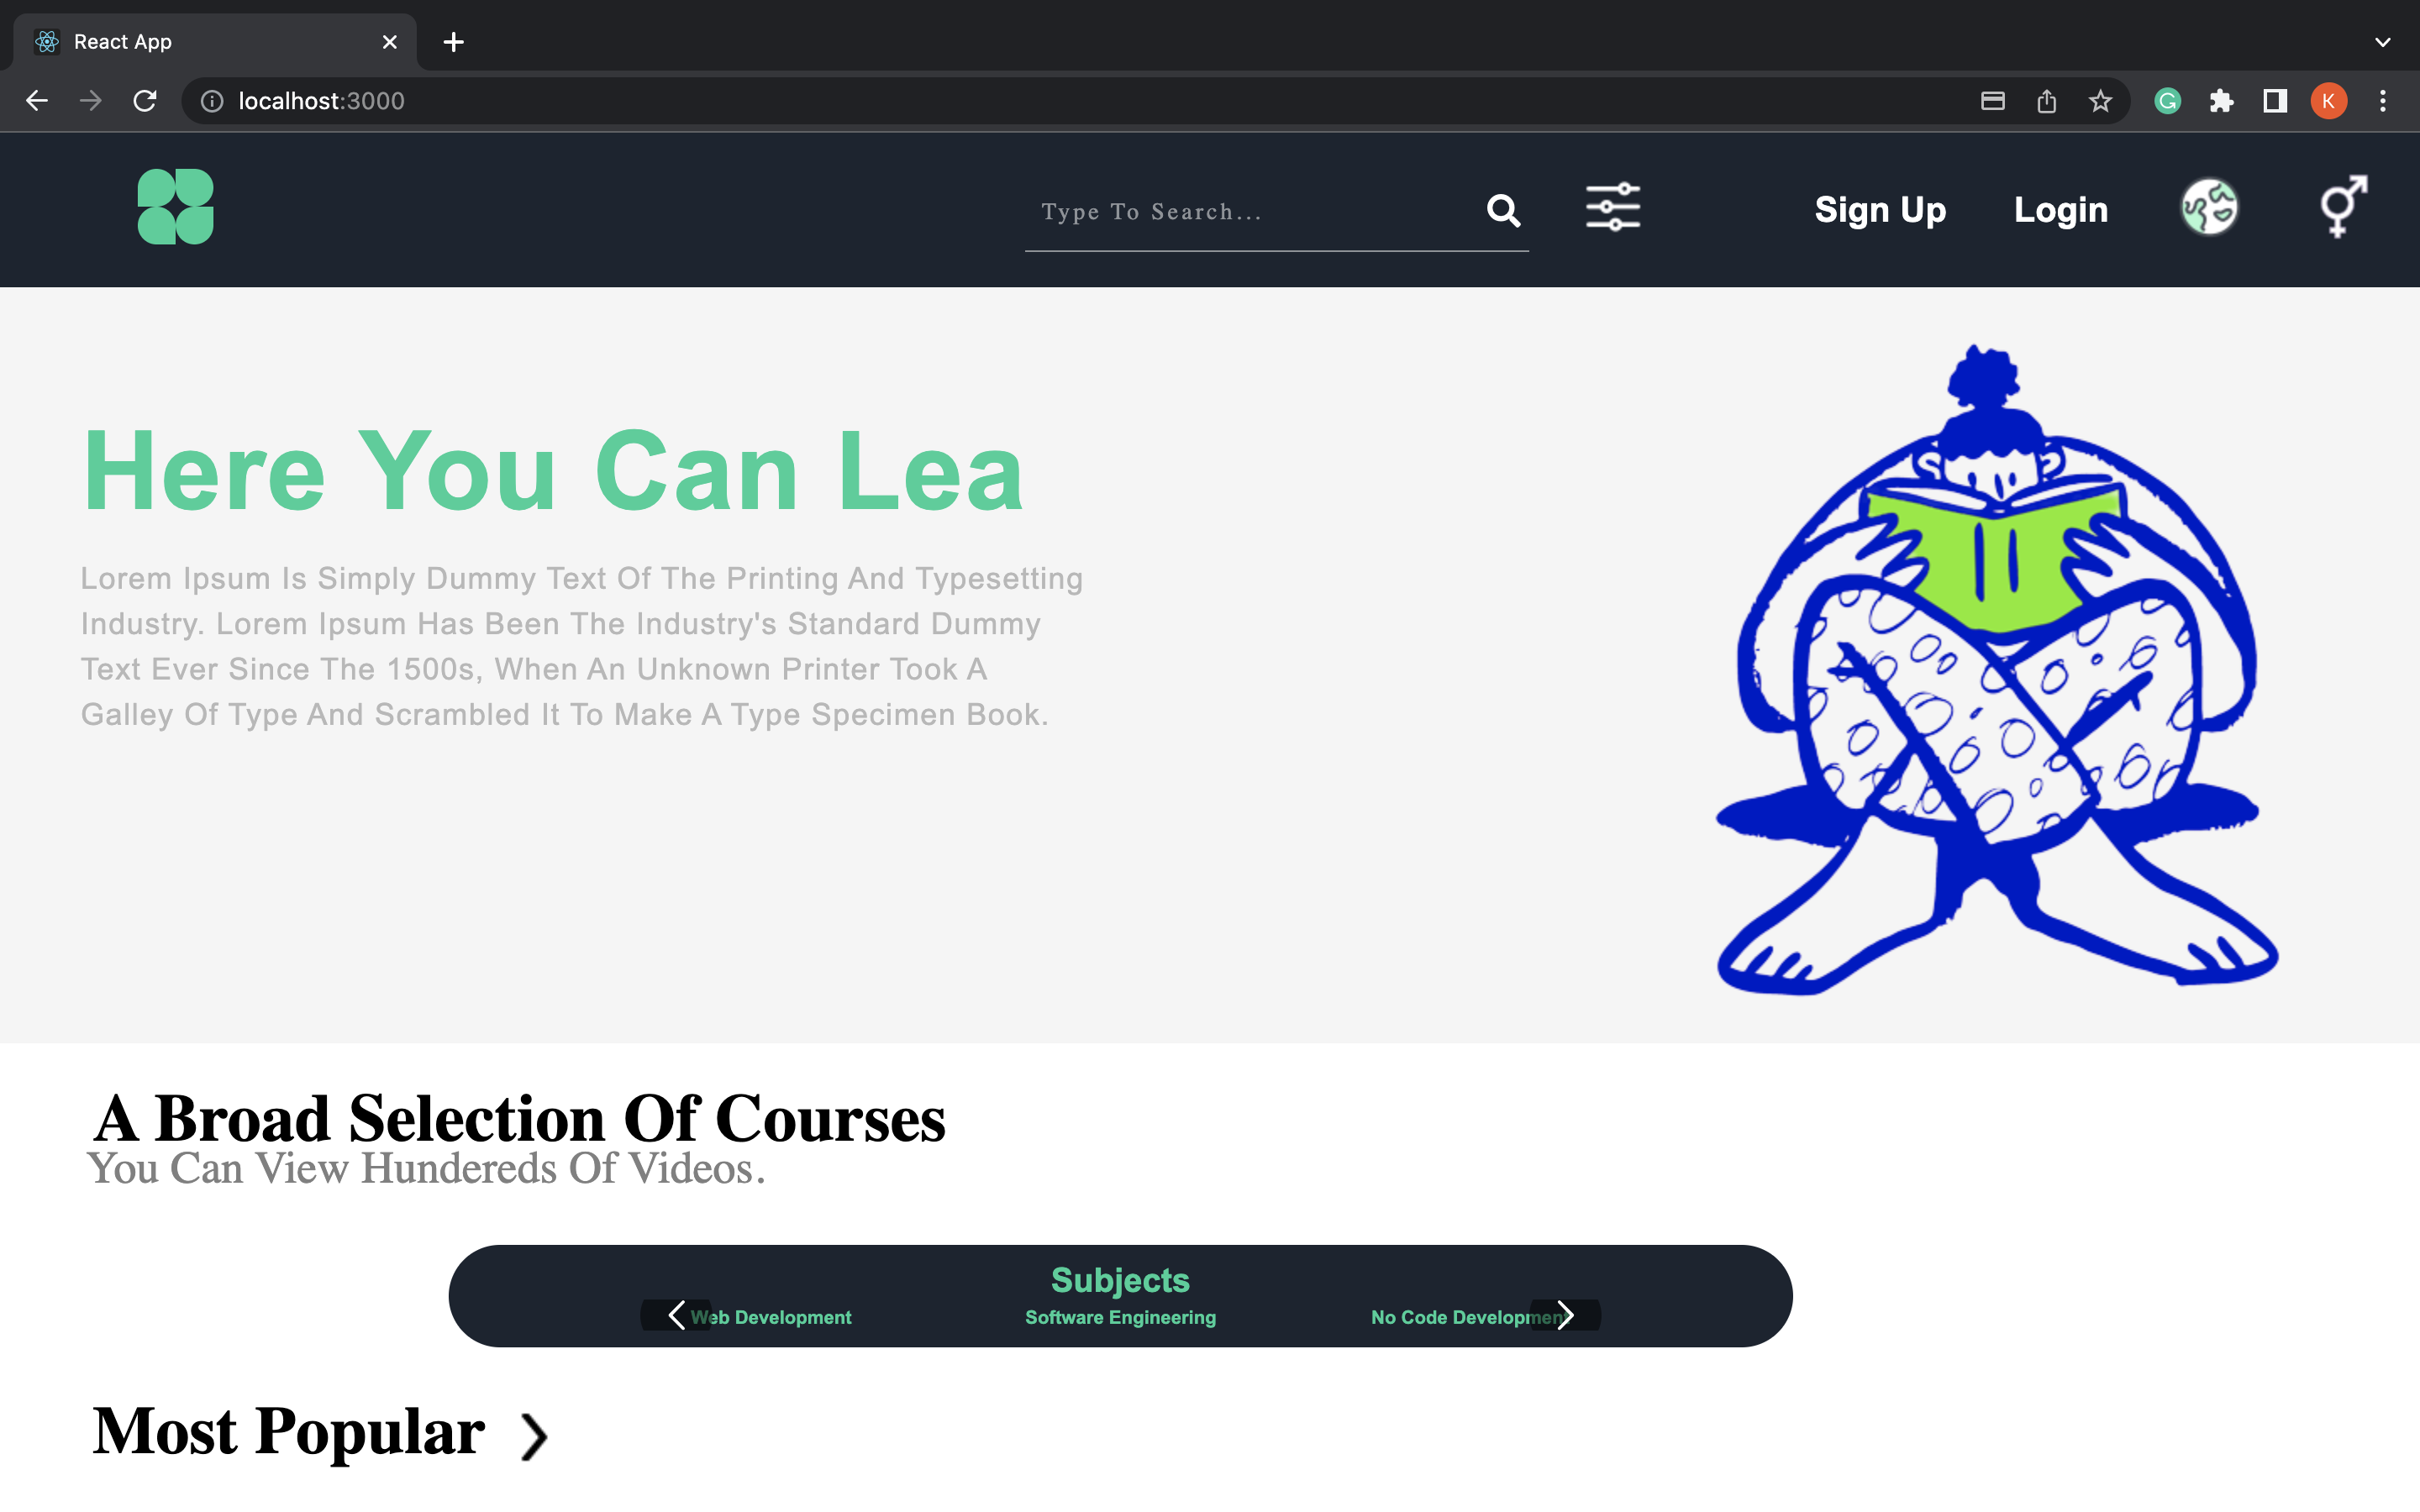 React App
localhost:3000
K
Type To Search...
Sign Up
Login
Here You Can Lea
Lorem Ipsum Is Simply Dummy Text Of The Printing And Typesetting
Industry. Lorem Ipsum Has Been The Industry's Standard Dummy
Text Ever Since The 1500s, When An Unknown Printer Took A
Galley Of Type And Scrambled It To Make A Type Specimen Book.
A Broad Selection Of Courses
You Can View Hundereds Of Videos.
Subjects
Web Development
Software Engineering
No Code Development
Most Popular